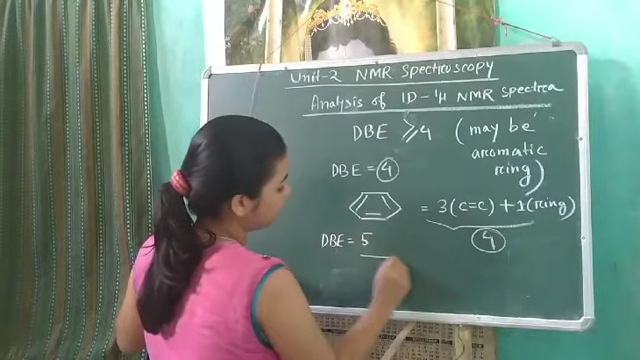 Unit-2 NMR Spectroscopy
Analysis of 1D-¹H NMR spectra
DBE ⩾4 (may be
aromatic
ring)
DBE = 4
= 3(C=C) + 1(ring)
4
DBE = 5